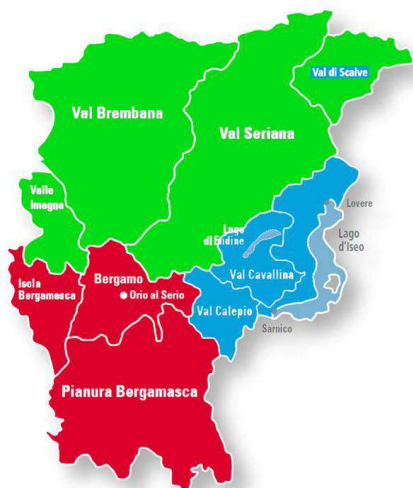 Val di Scalve
Val Brembana
Val Seriana
Valle
Imagna
Lovere
Lago
d'Iseo
Lago
di Endine
Val Cavallina
Isola
Bergamasca
Bergamo
Orio al Serio
Val Calepio
Sarnico
Pianura Bergamasca